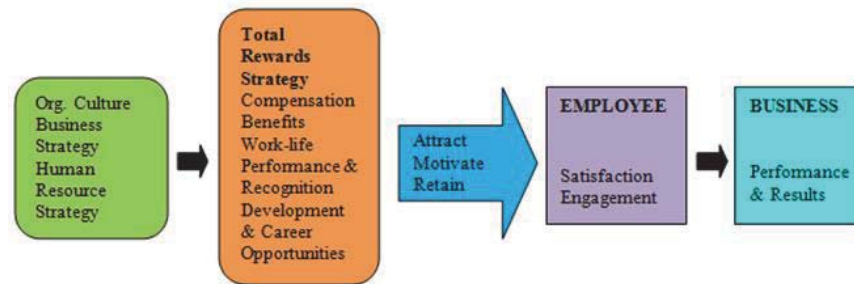 Org. Culture
Business
Strategy
Human
Resource
Strategy
Total
Rewards
Strategy
Compensation
Benefits
Work-life
Performance &
Recognition
Development
& Career
Opportunities
Attract
Motivate
Retain
EMPLOYEE
Satisfaction
Engagement
BUSINESS
Performance
& Results